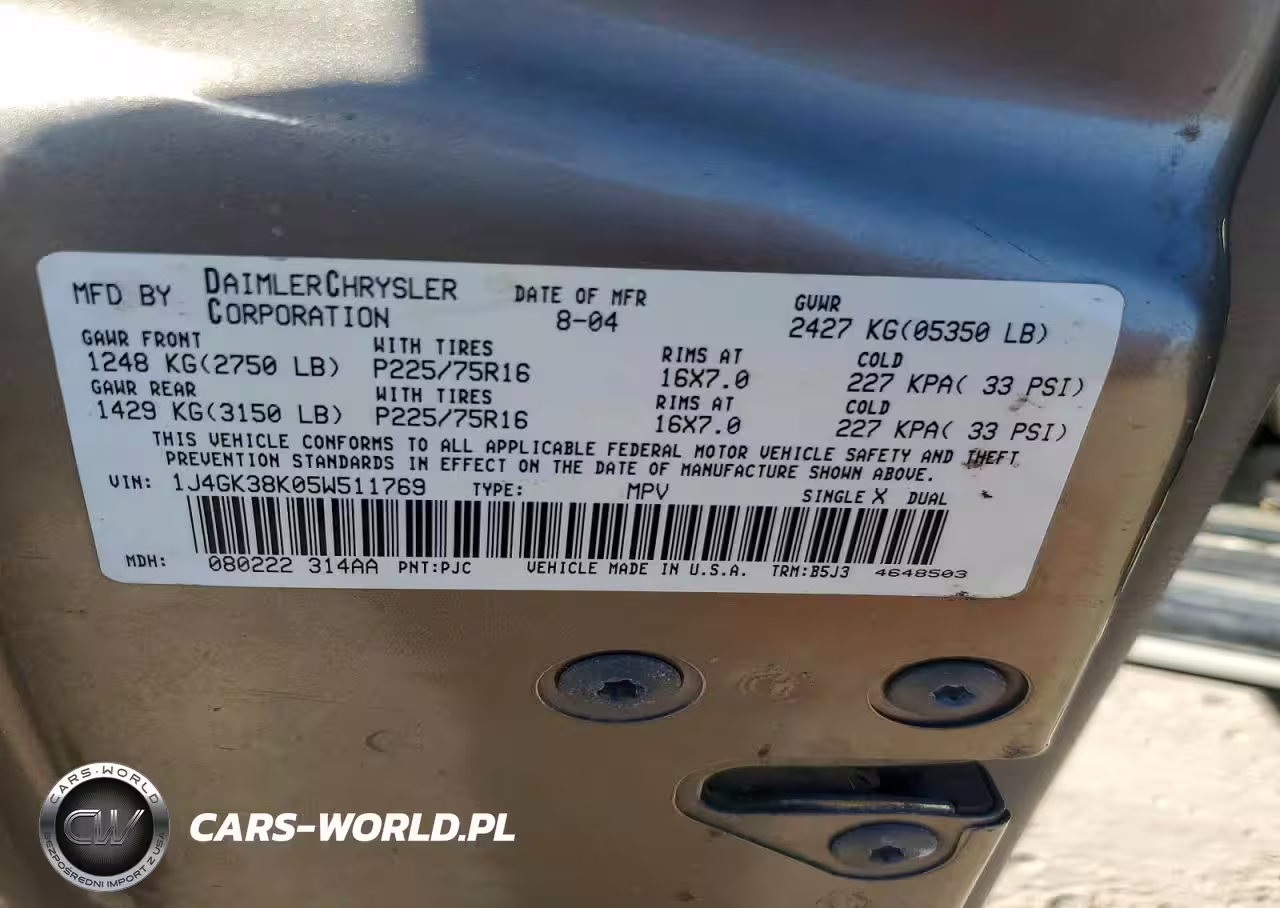 MFD BY DAIMLERCHRYSLER CORPORATION DATE OF MFR 8-04 GVWR 2427 KG(05350 LB)
GAWR FRONT WITH TIRES RIMS AT COLD
1248 KG(2750 LB) P225/75R16 16X7.0 227 KPA( 33 PSI)
GAWR REAR WITH TIRES RIMS AT COLD
1429 KG(3150 LB) P225/75R16 16X7.0 227 KPA( 33 PSI)
THIS VEHICLE CONFORMS TO ALL APPLICABLE FEDERAL MOTOR VEHICLE SAFETY AND THEFT
PREVENTION STANDARDS IN EFFECT ON THE DATE OF MANUFACTURE SHOWN ABOVE.
VIN: 1J4GK38K05W511769 TYPE: MPV SINGLE X DUAL
MDH: 080222 314AA PNT:PJC VEHICLE MADE IN U.S.A. TRM:B5J3 4648503
CARS-WORLD
CW
BEZPOŚREDNI IMPORT Z USA
CARS-WORLD.PL